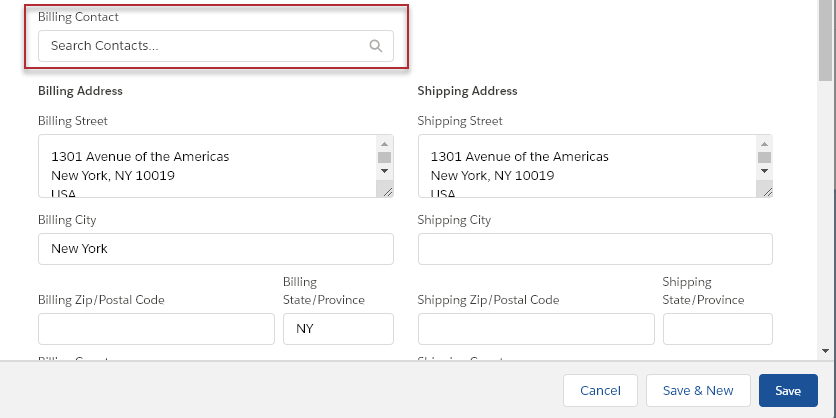 Billing Contact
Search Contacts...
Billing Address
Shipping Address
Billing Street
Shipping Street
1301 Avenue of the Americas
New York, NY 10019
USA
1301 Avenue of the Americas
New York, NY 10019
USA
Billing City
Shipping City
New York
Billing Zip/Postal Code
Billing
State/Province
Shipping Zip/Postal Code
Shipping
State/Province
NY
Cancel
Save & New
Save